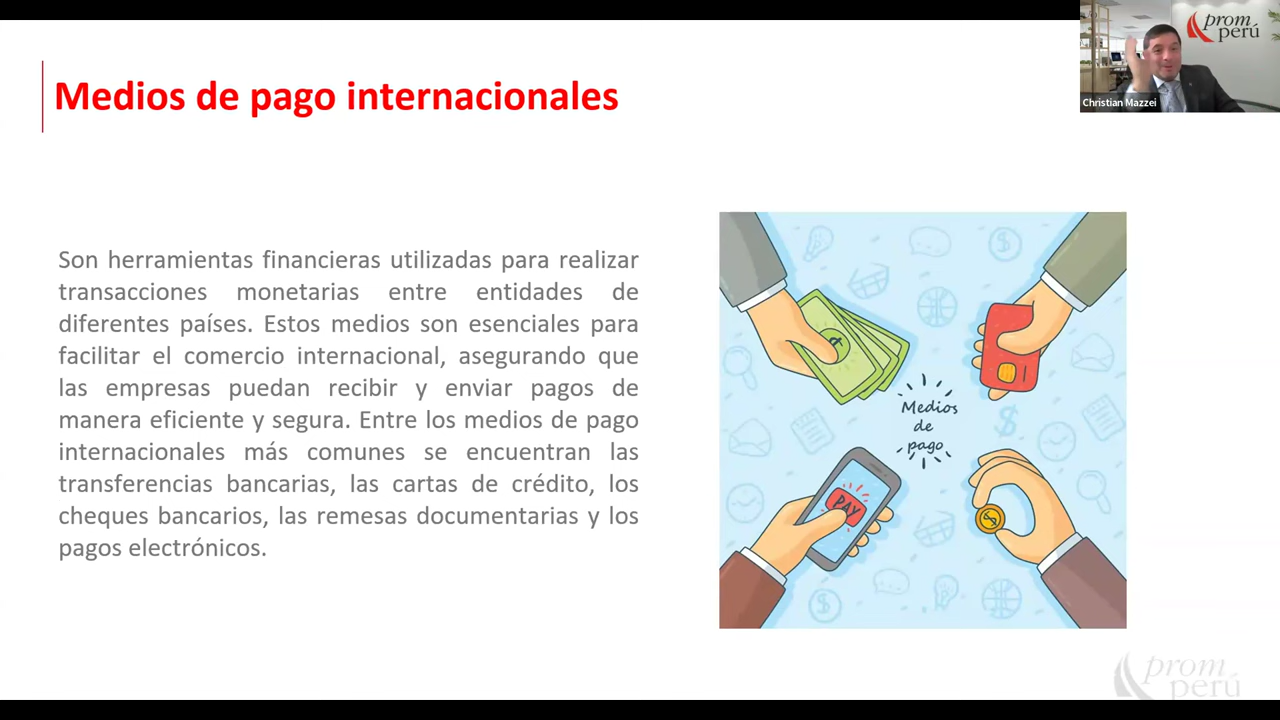 Medios de pago internacionales
prom
perú
Christian Mazzei
Son herramientas financieras utilizadas para realizar
transacciones monetarias entre entidades de
diferentes países. Estos medios son esenciales para
facilitar el comercio internacional, asegurando que
las empresas puedan recibir y enviar pagos de
manera eficiente y segura. Entre los medios de pago
internacionales más comunes se encuentran las
transferencias bancarias, las cartas de crédito, los
cheques bancarios, las remesas documentarias y los
pagos electrónicos.
Medios
de
pago
PAY
prom
perú